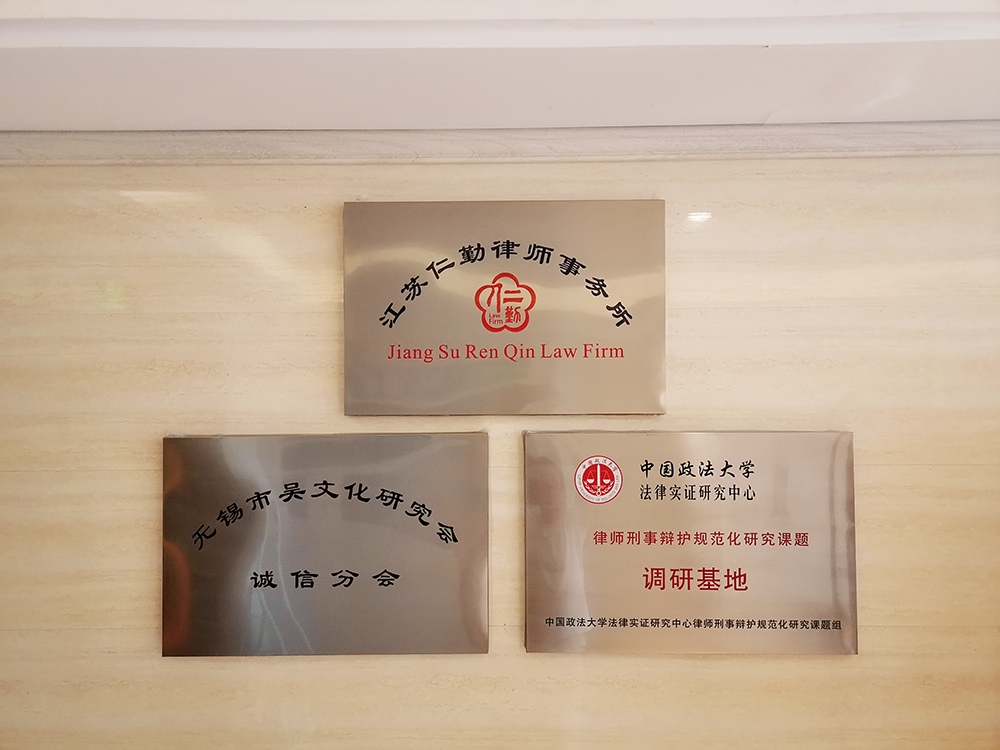 江苏仁勤律师事务所
仁勤
Law
Firm
Jiang Su Ren Qin Law Firm
无锡市吴文化研究会
诚信分会
中国政法大学
法律实证研究中心
律师刑事辩护规范化研究课题
调研基地
中国政法大学法律实证研究中心律师刑事辩护规范化研究课题组